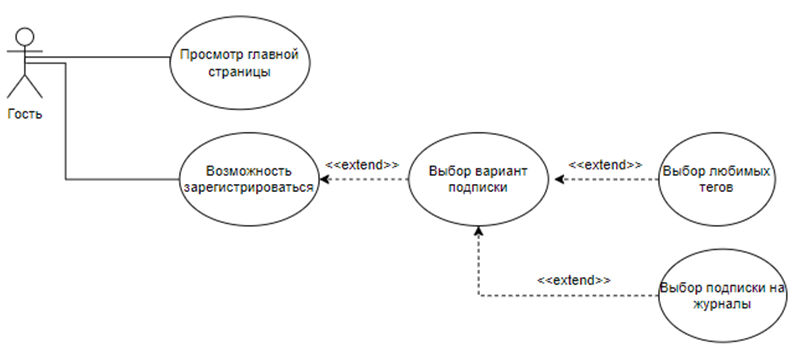 Просмотр главной
страницы
Гость
Возможность
зарегистрироваться
<<extend>>
Выбор вариант
подписки
<<extend>>
Выбор любимых
тегов
<<extend>>
Выбор подписки на
журналы